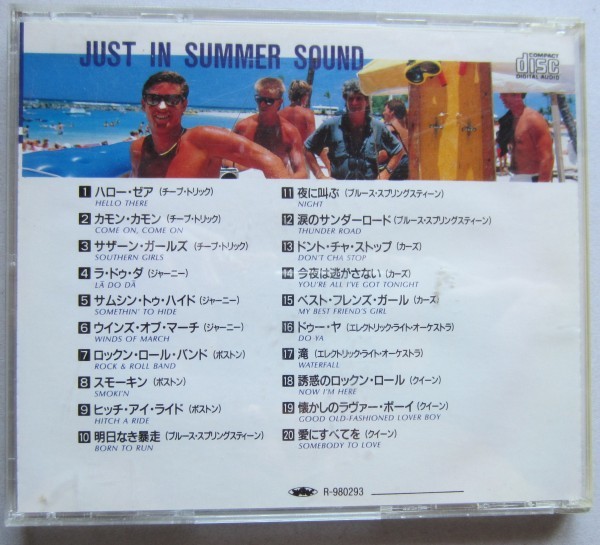 JUST IN SUMMER SOUND
COMPACT
disc
DIGITAL AUDIO
1 ハロー・ゼア (チープ・トリック)
HELLO THERE
2 カモン・カモン (チープ・トリック)
COME ON, COME ON
3 サザーン・ガールズ (チープ・トリック)
SOUTHERN GIRLS
4 ラ・ドゥ・ダ (ジャーニー)
LĀ DO DĀ
5 サムシン・トゥ・ハイド (ジャーニー)
SOMETHIN' TO HIDE
6 ウインズ・オブ・マーチ (ジャーニー)
WINDS OF MARCH
7 ロックン・ロール・バンド (ボストン)
ROCK & ROLL BAND
8 スモーキン (ボストン)
SMOKI'N
9 ヒッチ・アイ・ライド (ボストン)
HITCH A RIDE
10 明日なき暴走 (ブルース・スプリングスティーン)
BORN TO RUN
11 夜に叫ぶ (ブルース・スプリングスティーン)
NIGHT
12 涙のサンダーロード (ブルース・スプリングスティーン)
THUNDER ROAD
13 ドント・チャ・ストップ (カーズ)
DON'T CHA STOP
14 今夜は逃がさない (カーズ)
YOU'RE ALL I'VE GOT TONIGHT
15 ベスト・フレンズ・ガール (カーズ)
MY BEST FRIEND'S GIRL
16 ドゥー・ヤ (エレクトリック・ライト・オーケストラ)
DO YA
17 滝 (エレクトリック・ライト・オーケストラ)
WATERFALL
18 誘惑のロックン・ロール (クイーン)
NOW I'M HERE
19 懐かしのラヴァー・ボーイ (クイーン)
GOOD OLD-FASHIONED LOVER BOY
20 愛にすべてを (クイーン)
SOMEBODY TO LOVE
R-980293